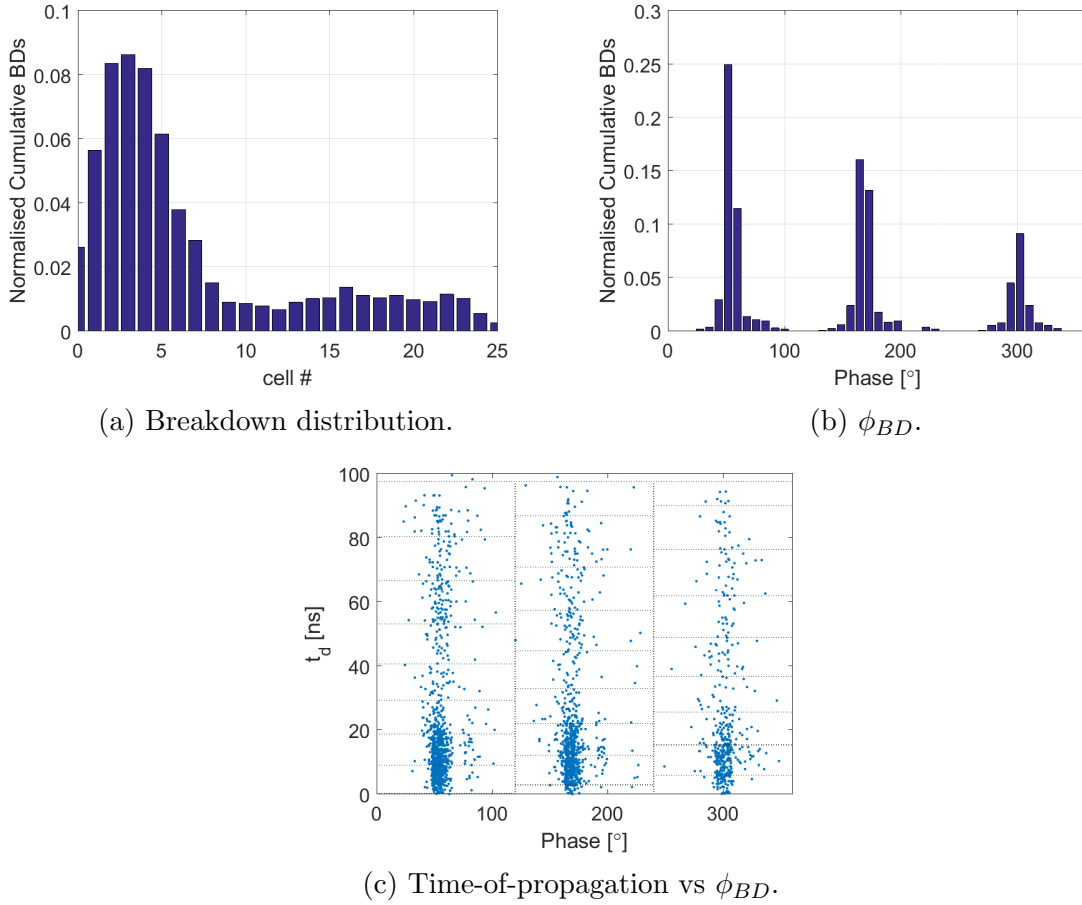 0.1
0.08
0.06
0.04
0.02
0
Normalised Cumulative BDs
0 5 10 15 20 25
cell #
(a) Breakdown distribution.
0.3
0.25
0.2
0.15
0.1
0.05
0
Normalised Cumulative BDs
0 100 200 300
Phase [°]
(b) ϕ_BD.
100
80
60
40
20
0
t_d [ns]
0 100 200 300
Phase [°]
(c) Time-of-propagation vs ϕ_BD.